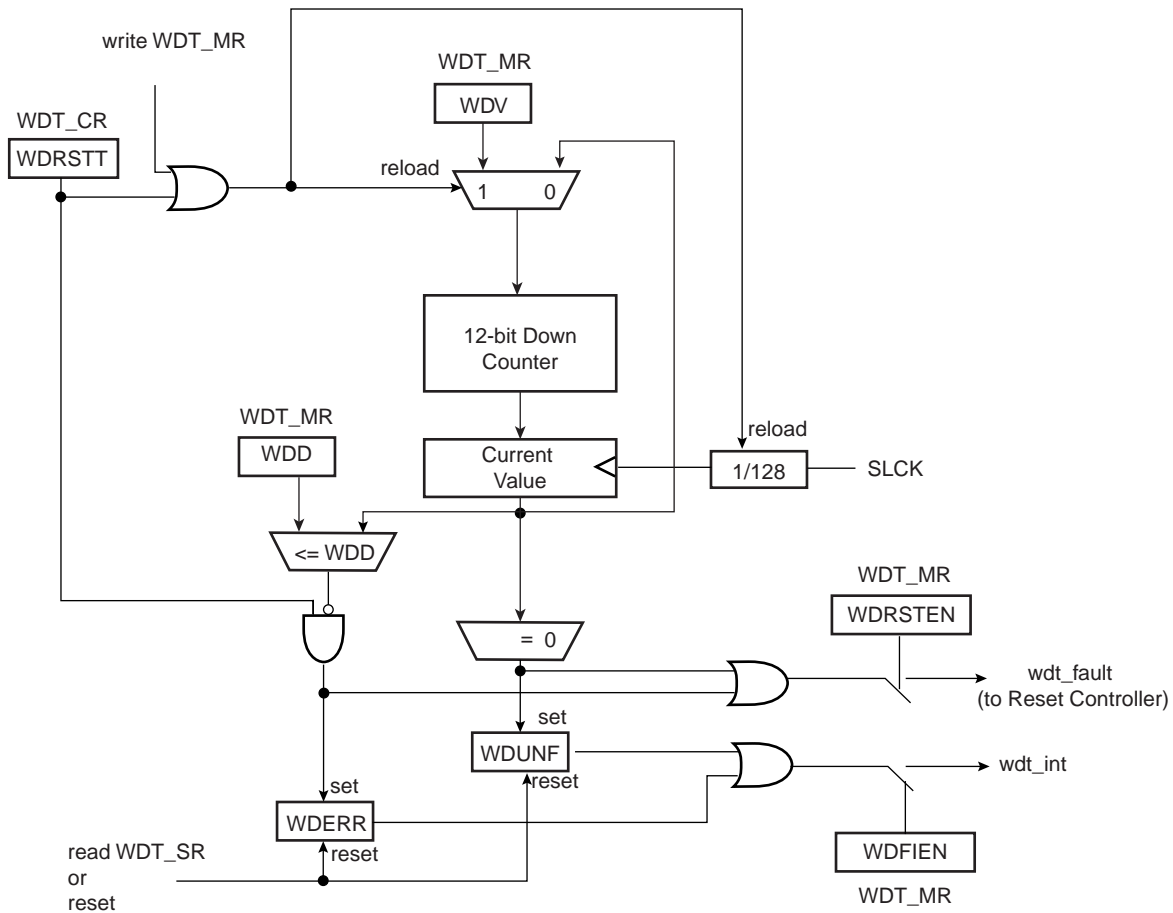 write WDT_MR
WDT_MR
WDV
WDT_CR
WDRSTT
reload
1 0
12-bit Down
Counter
WDT_MR
WDD
reload
Current
Value
1/128
SLCK
<= WDD
WDT_MR
WDRSTEN
= 0
wdt_fault
(to Reset Controller)
set
WDUNF
reset
wdt_int
set
WDERR
reset
read WDT_SR
or
reset
WDFIEN
WDT_MR